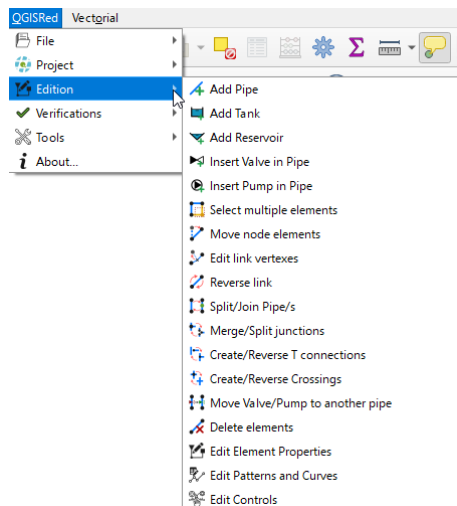 QGISRed Vectorial
File
Project
Edition
Verifications
Tools
About...
Add Pipe
Add Tank
Add Reservoir
Insert Valve in Pipe
Insert Pump in Pipe
Select multiple elements
Move node elements
Edit link vertexes
Reverse link
Split/Join Pipe/s
Merge/Split junctions
Create/Reverse T connections
Create/Reverse Crossings
Move Valve/Pump to another pipe
Delete elements
Edit Element Properties
Edit Patterns and Curves
Edit Controls